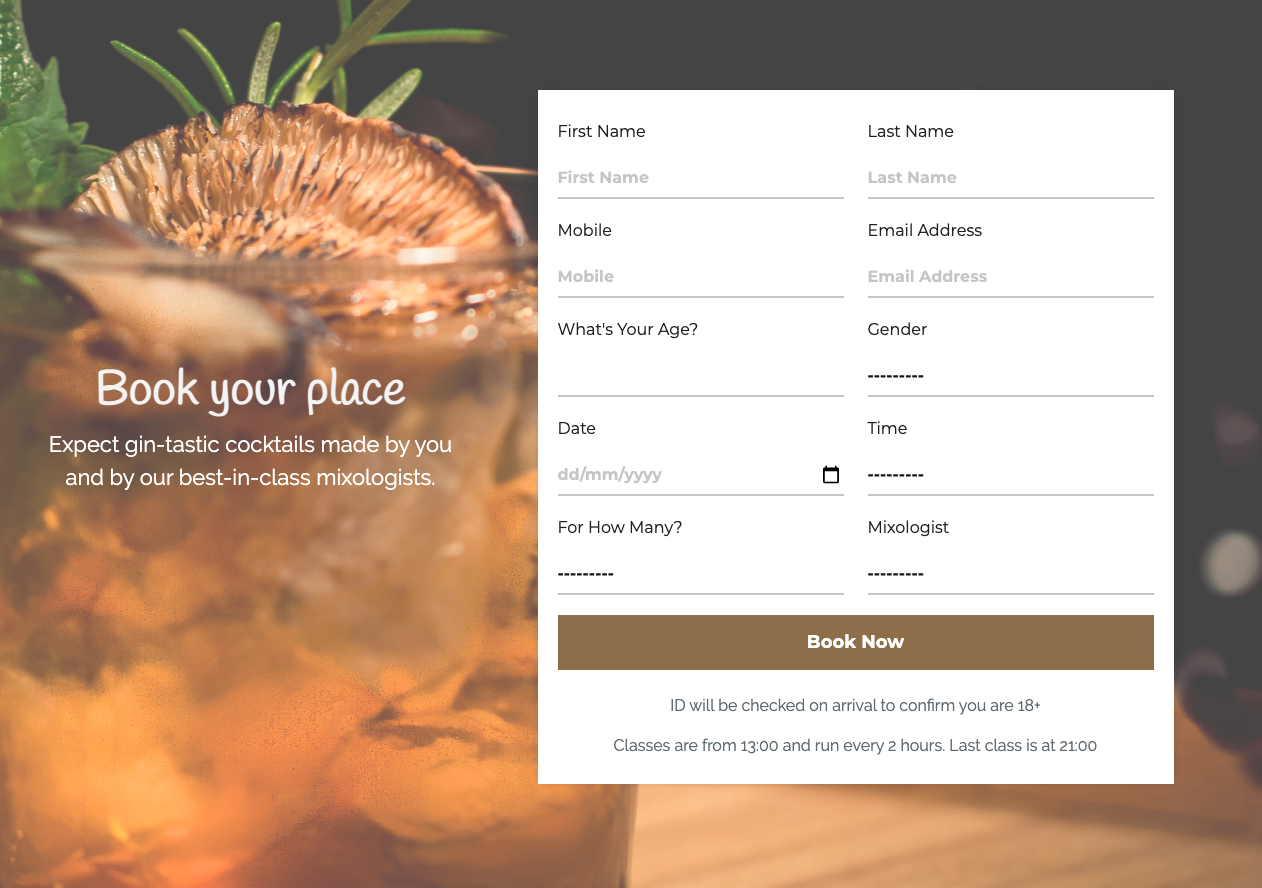 Book your place
Expect gin-tastic cocktails made by you
and by our best-in-class mixologists.
First Name
Last Name
First Name
Last Name
Mobile
Email Address
Mobile
Email Address
What's Your Age?
Gender
---------
Date
Time
dd/mm/yyyy
---------
For How Many?
Mixologist
---------
---------
Book Now
ID will be checked on arrival to confirm you are 18+
Classes are from 13:00 and run every 2 hours. Last class is at 21:00